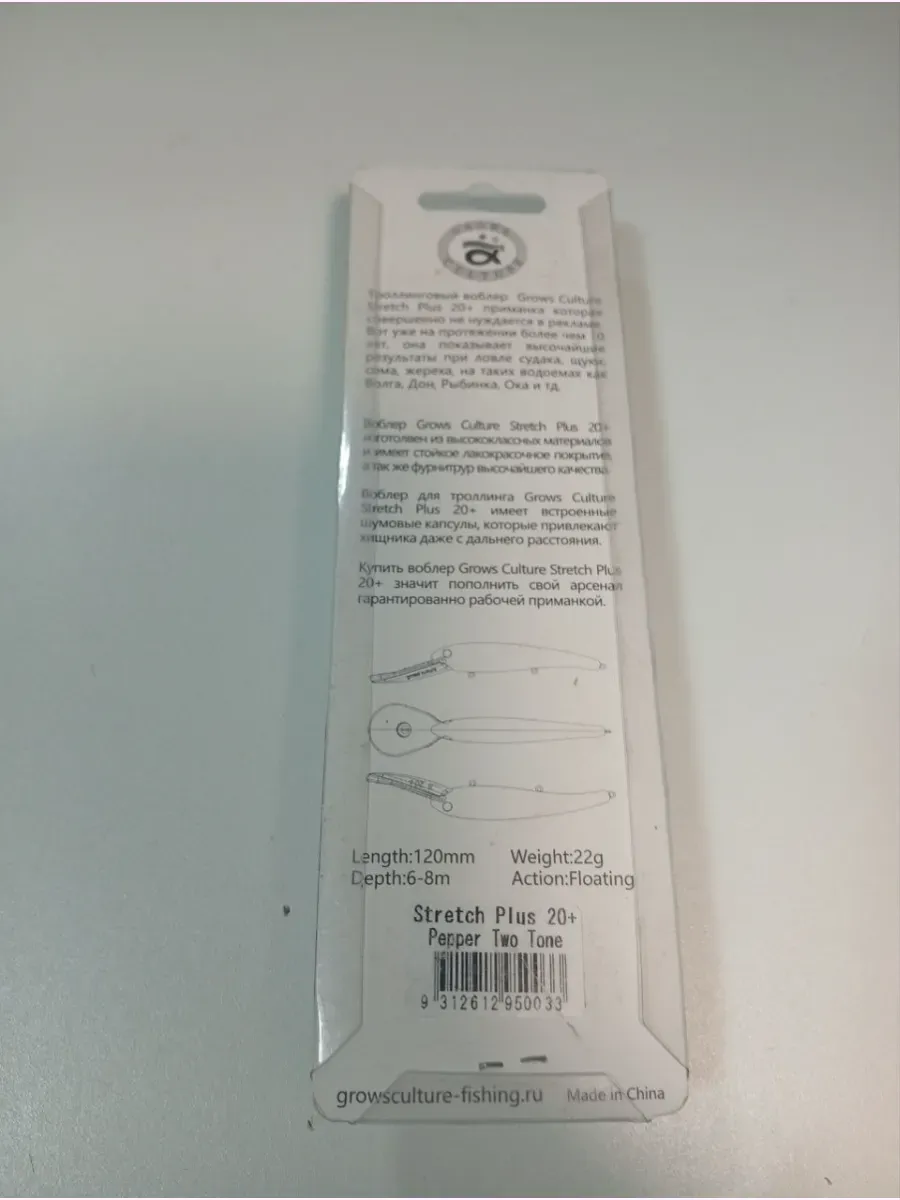 GROWS
CULTURE
Троллинговый воблер Grows Culture
Stretch Plus 20+ приманка которая
совершенно не нуждается в рекламе.
Вот уже на протяжении более чем 10
лет, она показывает высочайшие
результаты при ловле судака, щуки,
сома, жереха, на таких водоемах как
Волга, Дон, Рыбинка, Ока и тд.
Воблер Grows Culture Stretch Plus 20+
изготовлен из высококлассных материалов
и имеет стойкое лакокрасочное покрытие,
а так же фурнитрур высочайшего качества.
Воблер для троллинга Grows Culture
Stretch Plus 20+ имеет встроенные
шумовые капсулы, которые привлекают
хищника даже с дальнего расстояния.
Купить воблер Grows Culture Stretch Plus
20+ значит пополнить свой арсенал
гарантированно рабочей приманкой.
Length:120mm Weight:22g
Depth:6-8m Action:Floating
Stretch Plus 20+
Pepper Two Tone
9 312612 950033
growsculture-fishing.ru Made in China